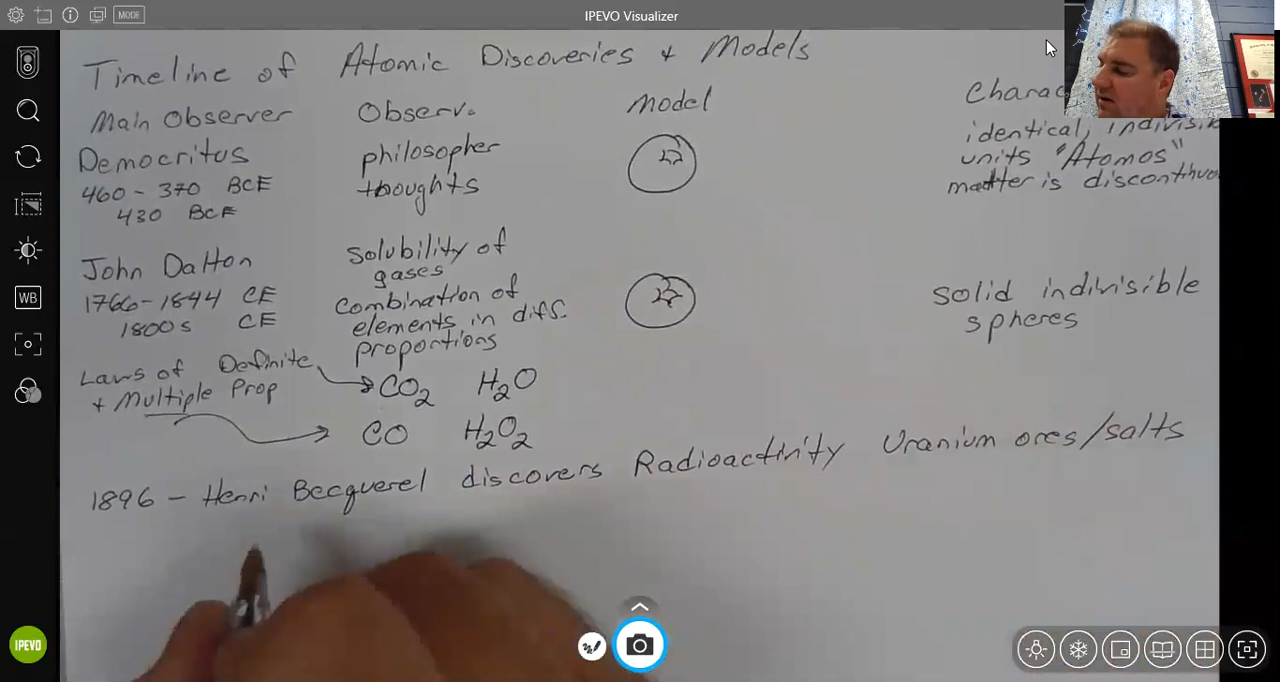 IPEVO Visualizer
MODE
Timeline of Atomic Discoveries + Models
Main Observer Observ. Model
Democritus
460 - 370 BCE
430 BCE
philosopher
thoughts
identical,
units "Atomos"
matter is
John Dalton
1766-1844 CE
1800s CE
solubility of
gases
combination of
elements in diff.
proportions
solid indivisible
spheres
Laws of Definite
+ Multiple Prop
CO2 H2O
CO H2O2
1896 - Henri Becquerel discovers Radioactivity Uranium ores/salts
WB
IPEVO